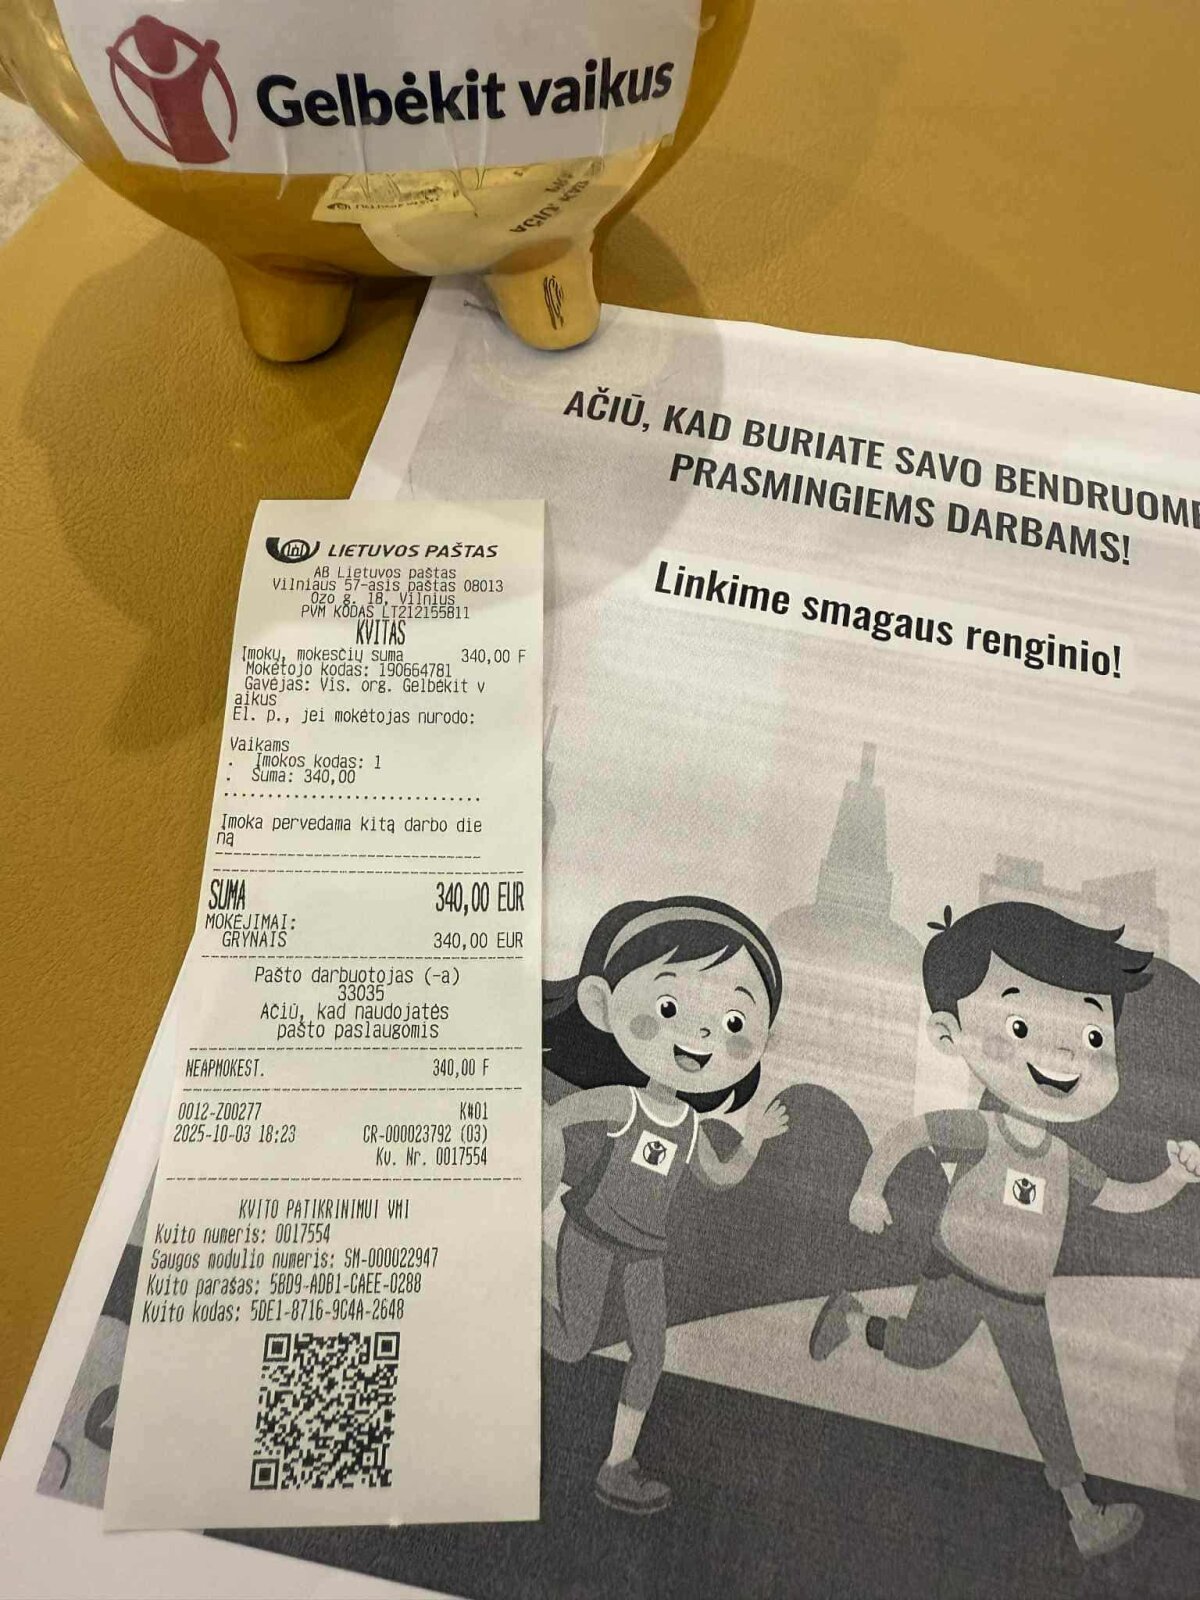 Gelbėkit vaikus
AČIŪ, KAD BURIATE SAVO BENDRUOME
PRASMINGIEMS DARBAMS!
Linkime smagaus renginio!
LIETUVOS PAŠTAS
AB Lietuvos paštas
Vilniaus 57-asis paštas 08013
Ozo g. 18, Vilnius
PVM KODAS LT212155811
KVITAS
Įmokų, mokesčių suma 340,00 F
Mokėtojo kodas: 190664781
Gavėjas: Vis. org. Gelbėkit v
aikus
El. p., jei mokėtojas nurodo:
Vaikams
. Įmokos kodas: 1
. Suma: 340,00
Įmoka pervedama kitą darbo die
ną
SUMA 340,00 EUR
MOKĖJIMAI:
GRYNAIS 340,00 EUR
Pašto darbuotojas (-a)
33035
Ačiū, kad naudojatės
pašto paslaugomis
NEAPMOKEST. 340,00 F
0012-Z00277 K#01
2025-10-03 18:23 CR-000023792 (03)
Kv. Nr. 0017554
KVITO PATIKRINIMUI VMI
Kvito numeris: 0017554
Saugos modulio numeris: SM-000022947
Kvito parašas: 5BD9-ADB1-CAEE-0288
Kvito kodas: 5DE1-8716-9C4A-2648